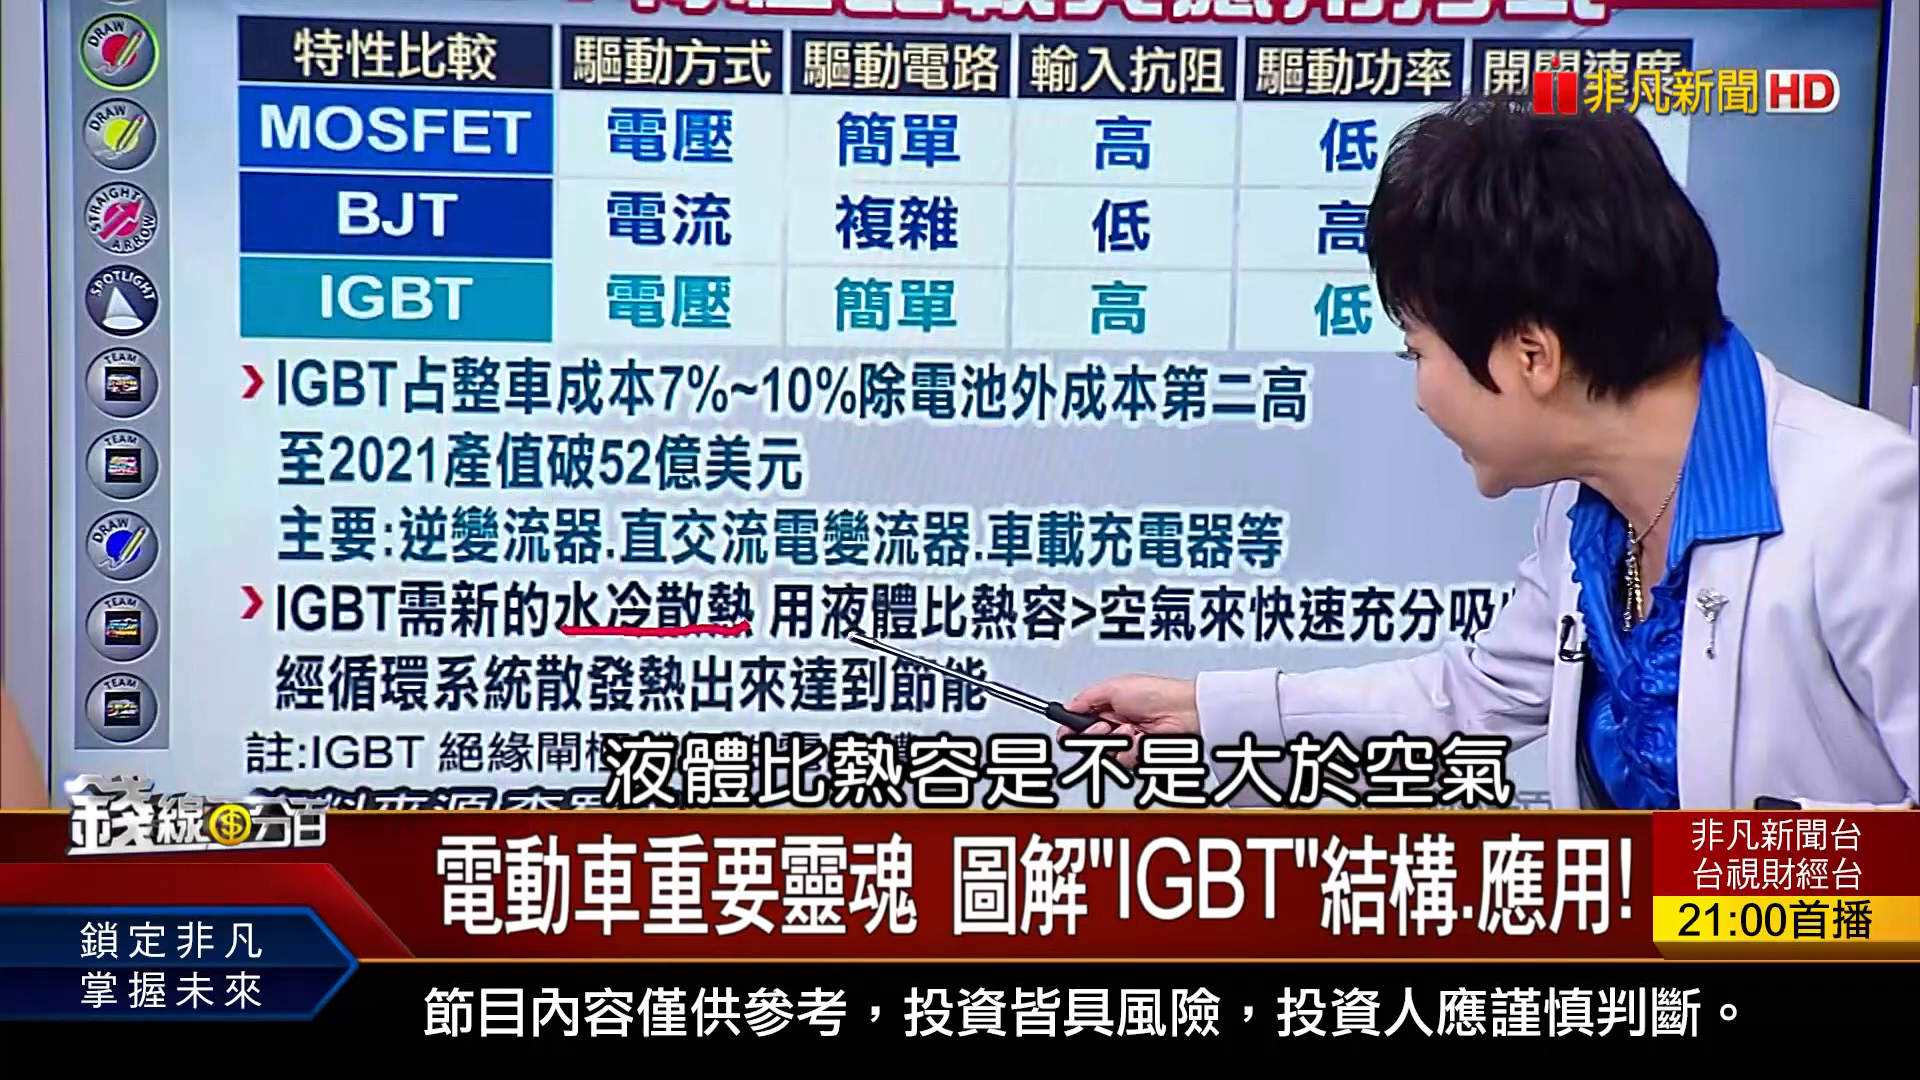 特性比較 驅動方式 驅動電路 輸入抗阻 驅動功率
非凡新聞 HD
MOSFET 電壓 簡單 高 低
BJT 電流 複雜 低 高
IGBT 電壓 簡單 高 低
DRAW
DRAW
STRAIGHT ARROW
SPOTLIGHT
TEAM
TEAM
DRAW
TEAM
TEAM
IGBT占整車成本7%~10%除電池外成本第二高
至2021產值破52億美元
主要:逆變流器.直交流電變流器.車載充電器等
IGBT需新的水冷散熱 用液體比熱容>空氣來快速充分吸
經循環系統散發熱出來達到節能
註:IGBT 絕緣閘
液體比熱容是不是大於空氣
錢線百分百
電動車重要靈魂 圖解"IGBT"結構.應用!
非凡新聞台
台視財經台
21:00首播
鎖定非凡
掌握未來
節目內容僅供參考，投資皆具風險，投資人應謹慎判斷。